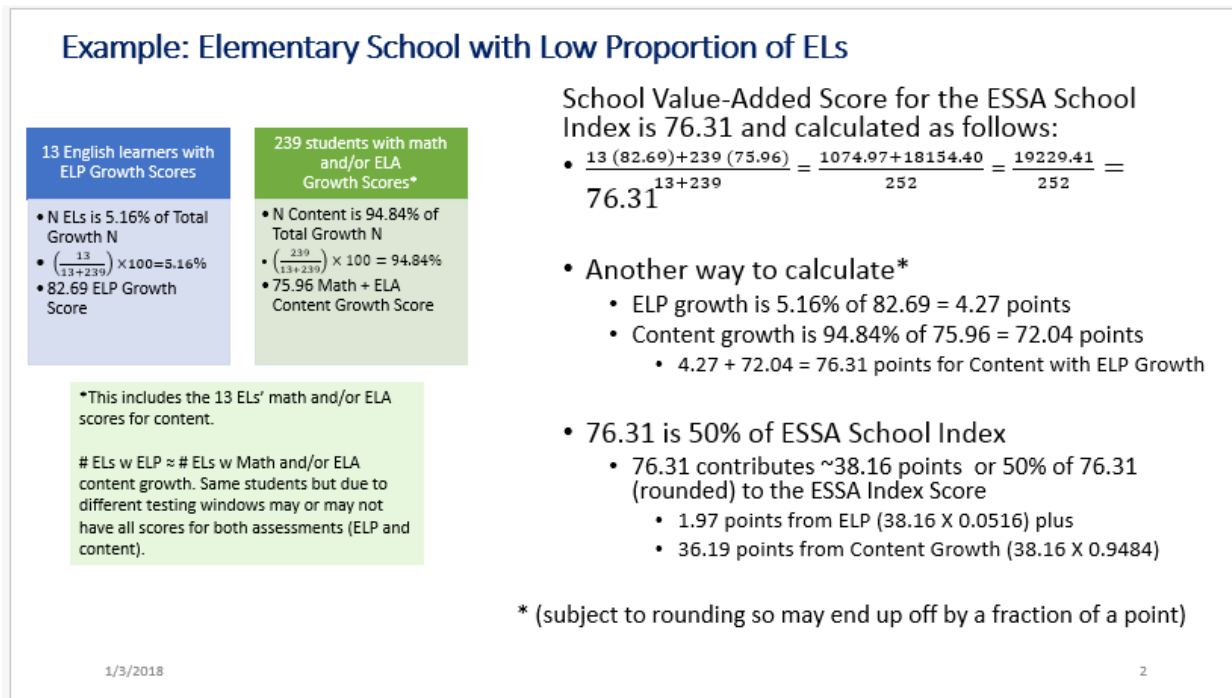 Example: Elementary School with Low Proportion of ELs
13 English learners with
ELP Growth Scores
• N ELs is 5.16% of Total
Growth N
• (13/(13+239)) ×100=5.16%
• 82.69 ELP Growth
Score
239 students with math
and/or ELA
Growth Scores*
• N Content is 94.84% of
Total Growth N
• (239/(13+239)) × 100 = 94.84%
• 75.96 Math + ELA
Content Growth Score
*This includes the 13 ELs’ math and/or ELA
scores for content.
# ELs w ELP ≈ # ELs w Math and/or ELA
content growth. Same students but due to
different testing windows may or may not
have all scores for both assessments (ELP and
content).
School Value-Added Score for the ESSA School
Index is 76.31 and calculated as follows:
• (13 (82.69)+239 (75.96))/(13+239) = (1074.97+18154.40)/252 = 19229.41/252 =
76.31
• Another way to calculate*
• ELP growth is 5.16% of 82.69 = 4.27 points
• Content growth is 94.84% of 75.96 = 72.04 points
• 4.27 + 72.04 = 76.31 points for Content with ELP Growth
• 76.31 is 50% of ESSA School Index
• 76.31 contributes ~38.16 points or 50% of 76.31
(rounded) to the ESSA Index Score
• 1.97 points from ELP (38.16 X 0.0516) plus
• 36.19 points from Content Growth (38.16 X 0.9484)
* (subject to rounding so may end up off by a fraction of a point)
1/3/2018
2